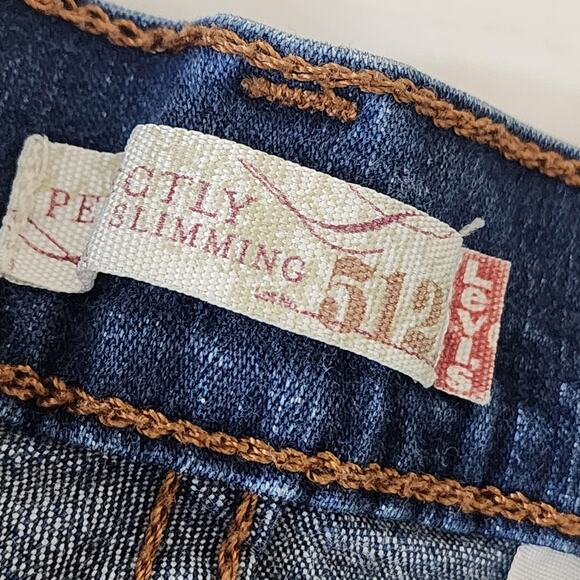 PE CTLY
SLIMMING
512
Levi's